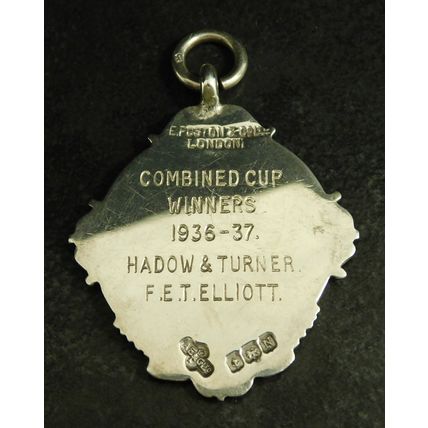 LONDON
COMBINED CUP
WINNERS
1936-37.
HADOW & TURNER.
F.E.T.ELLIOTT.
N